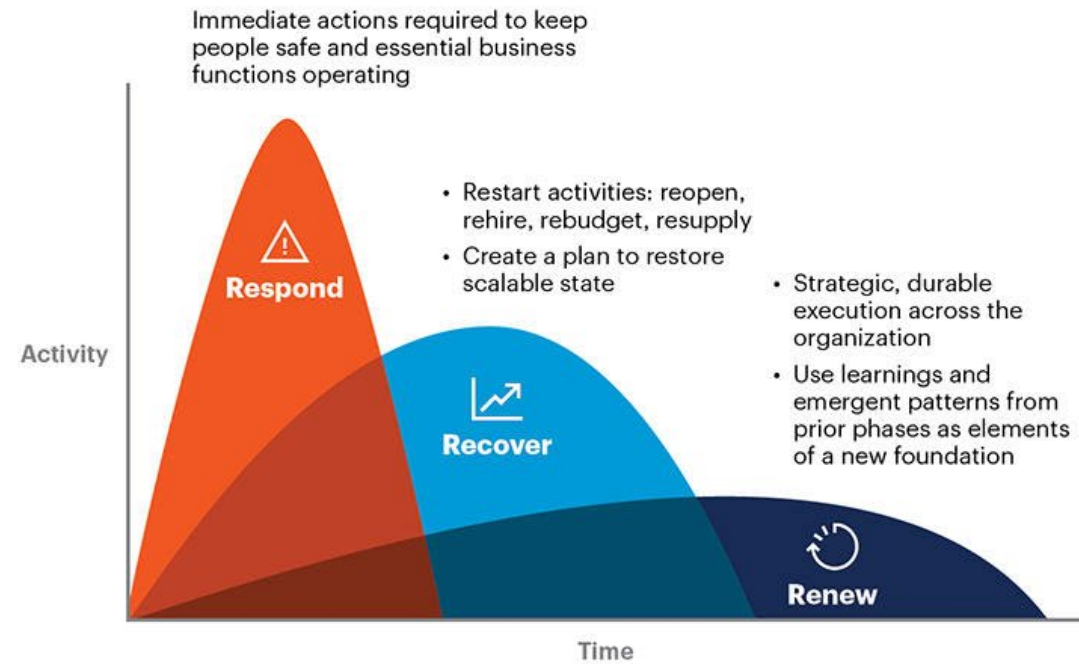 Immediate actions required to keep
people safe and essential business
functions operating
Respond
• Restart activities: reopen,
rehire, rebudget, resupply
• Create a plan to restore
scalable state
Recover
• Strategic, durable
execution across the
organization
• Use learnings and
emergent patterns from
prior phases as elements
of a new foundation
Renew
Activity
Time